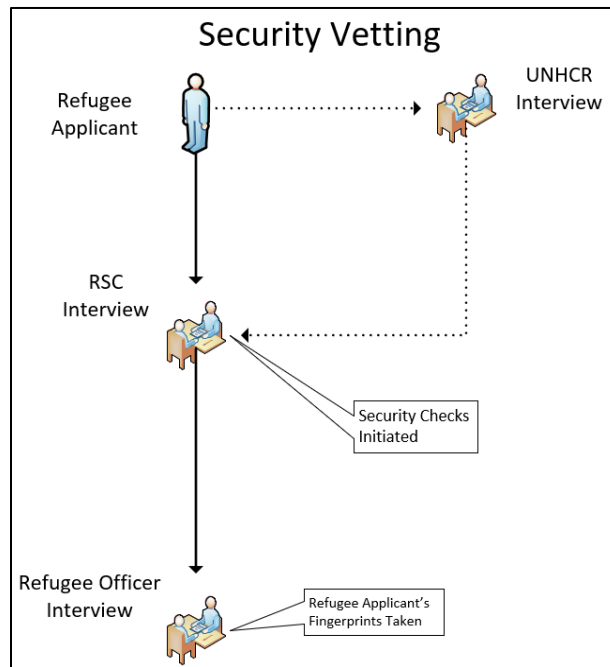 Security Vetting
Refugee
Applicant
UNHCR
Interview
RSC
Interview
Security Checks
Initiated
Refugee Officer
Interview
Refugee Applicant’s
Fingerprints Taken